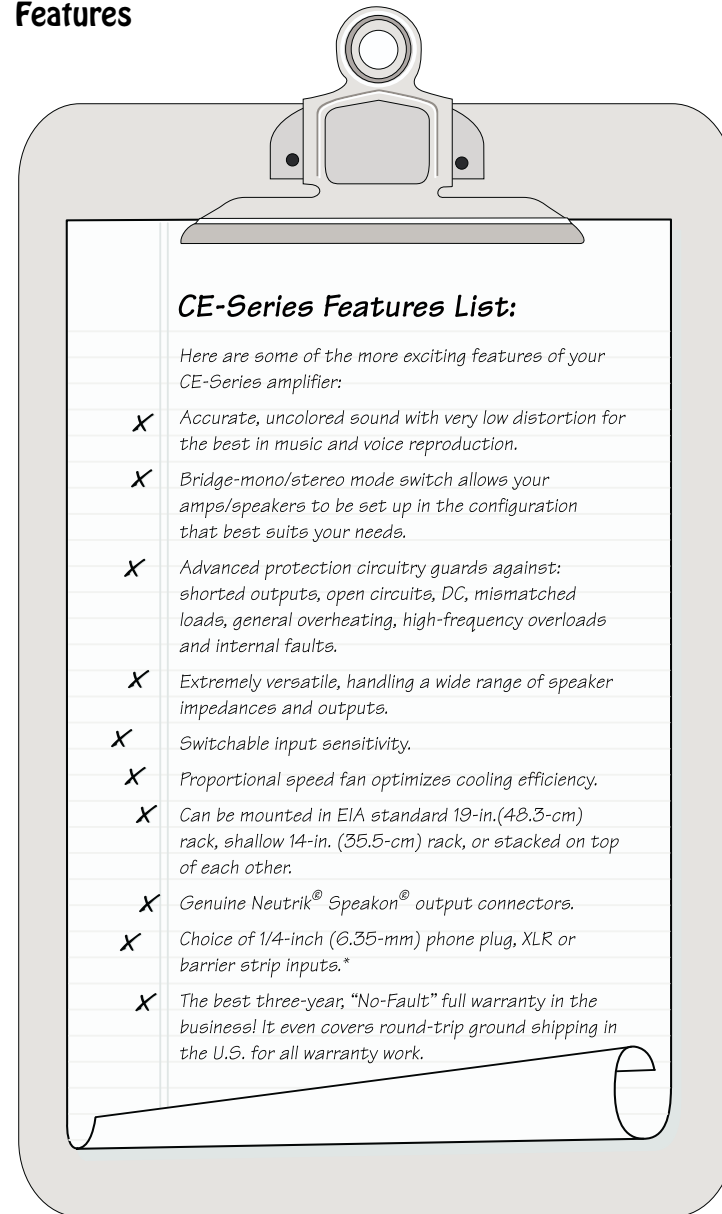 Features
CE-Series Features List:
Here are some of the more exciting features of your
CE-Series amplifier:
X Accurate, uncolored sound with very low distortion for
the best in music and voice reproduction.
X Bridge-mono/stereo mode switch allows your
amps/speakers to be set up in the configuration
that best suits your needs.
X Advanced protection circuitry guards against:
shorted outputs, open circuits, DC, mismatched
loads, general overheating, high-frequency overloads
and internal faults.
X Extremely versatile, handling a wide range of speaker
impedances and outputs.
X Switchable input sensitivity.
X Proportional speed fan optimizes cooling efficiency.
X Can be mounted in EIA standard 19-in.(48.3-cm)
rack, shallow 14-in. (35.5-cm) rack, or stacked on top
of each other.
X Genuine Neutrik® Speakon® output connectors.
X Choice of 1/4-inch (6.35-mm) phone plug, XLR or
barrier strip inputs.*
X The best three-year, “No-Fault” full warranty in the
business! It even covers round-trip ground shipping in
the U.S. for all warranty work.